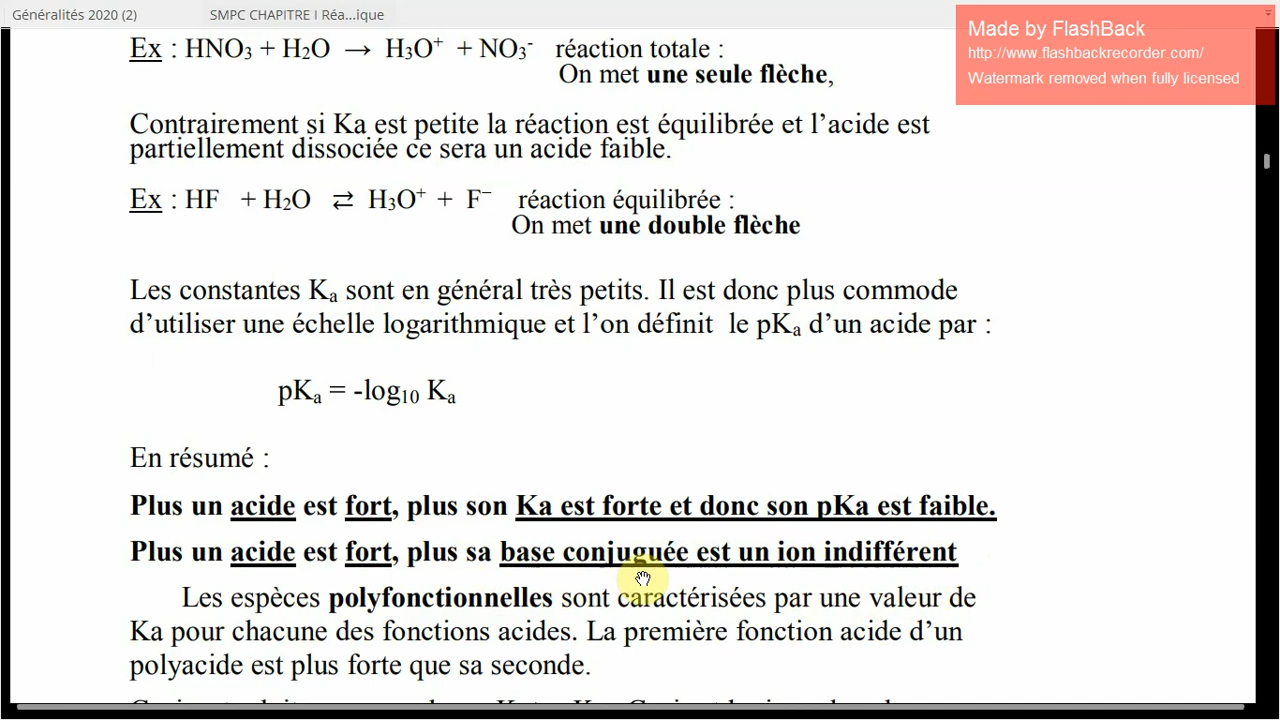 Généralités 2020 (2) SMPC CHAPITRE I Réa...ique
Made by FlashBack
http://www.flashbackrecorder.com/
Watermark removed when fully licensed
Ex : HNO₃ + H₂O → H₃O⁺ + NO₃⁻ réaction totale :
On met une seule flèche,
Contrairement si Ka est petite la réaction est équilibrée et l’acide est
partiellement dissociée ce sera un acide faible.
Ex : HF + H₂O ⇄ H₃O⁺ + F⁻ réaction équilibrée :
On met une double flèche
Les constantes Kₐ sont en général très petits. Il est donc plus commode
d’utiliser une échelle logarithmique et l’on définit le pKₐ d’un acide par :
pKₐ = -log₁₀ Kₐ
En résumé :
Plus un acide est fort, plus son Ka est forte et donc son pKa est faible.
Plus un acide est fort, plus sa base conjuguée est un ion indifférent
Les espèces polyfonctionnelles sont caractérisées par une valeur de
Ka pour chacune des fonctions acides. La première fonction acide d’un
polyacide est plus forte que sa seconde.